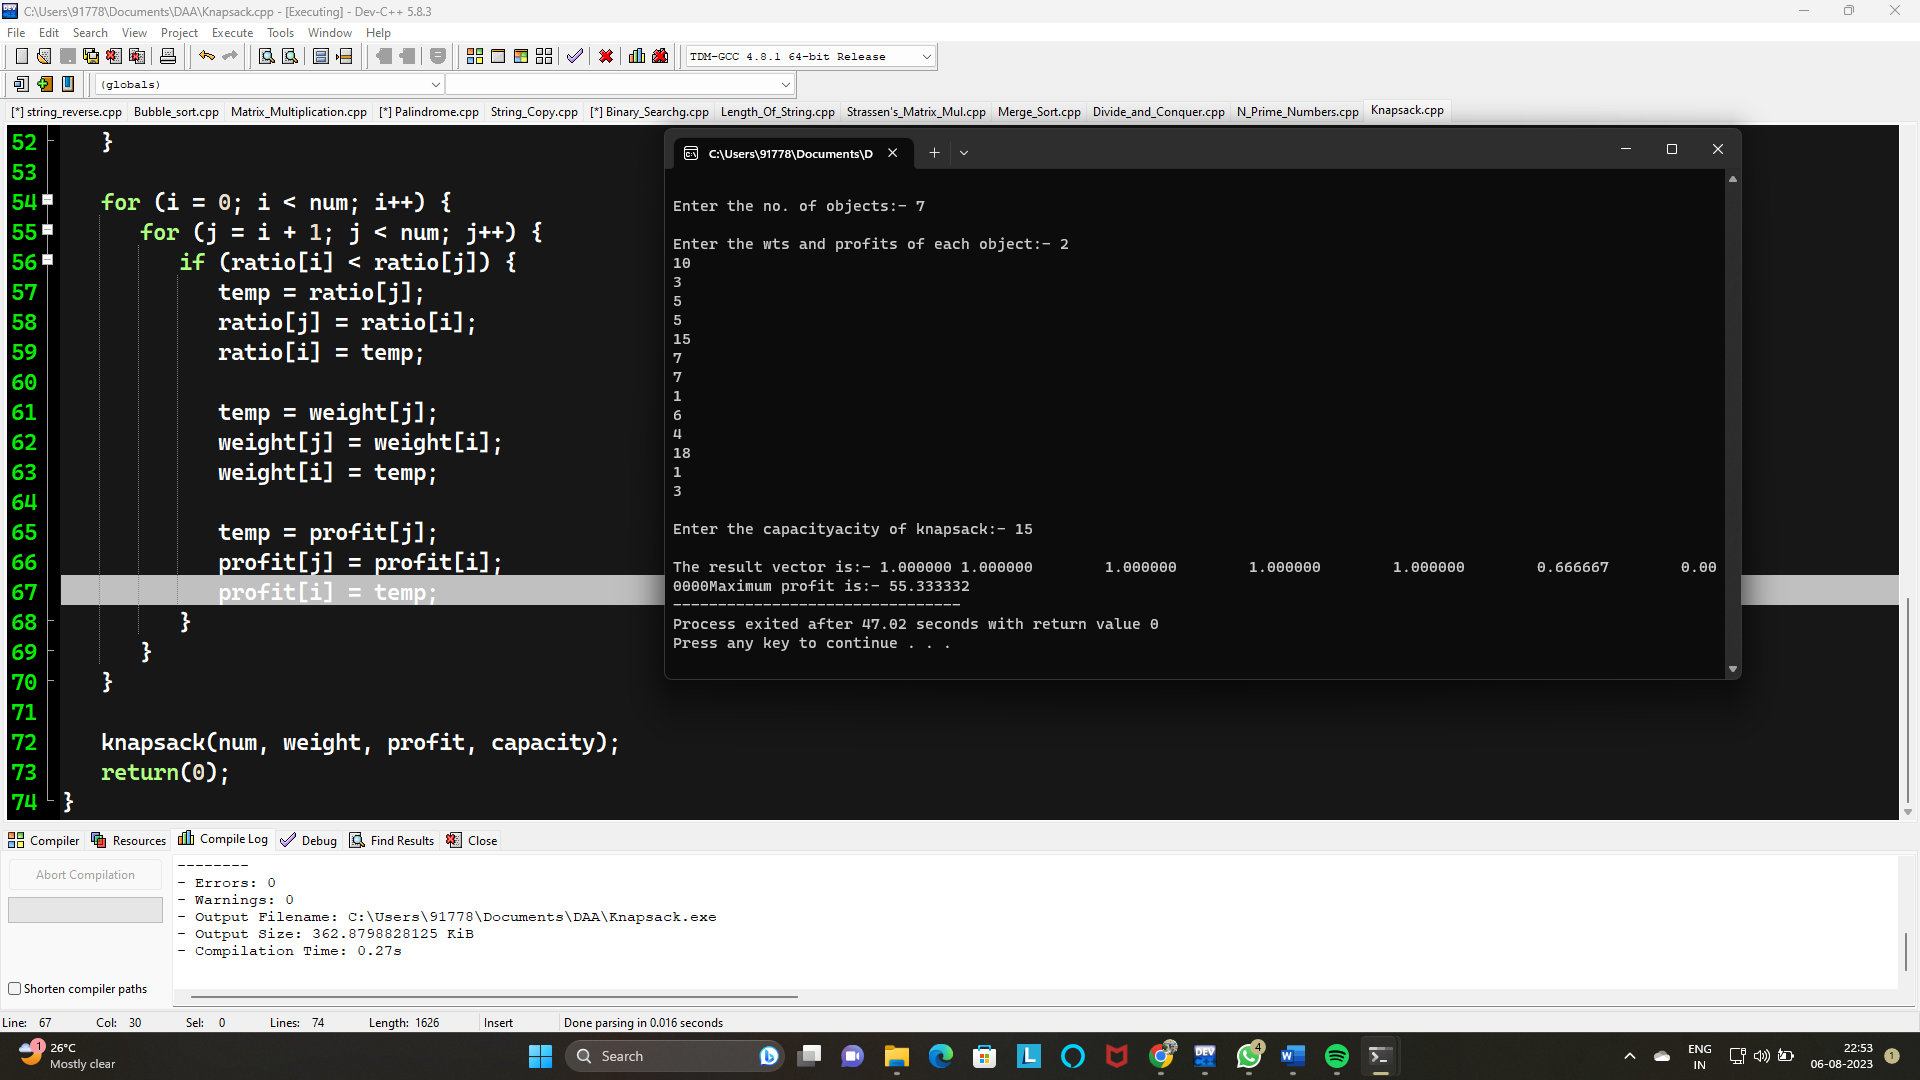 C:\Users\91778\Documents\DAA\Knapsack.cpp - [Executing] - Dev-C++ 5.8.3
File Edit Search View Project Execute Tools Window Help
TDM-GCC 4.8.1 64-bit Release
(globals)
[*] string_reverse.cpp Bubble_sort.cpp Matrix_Multiplication.cpp [*] Palindrome.cpp String_Copy.cpp [*] Binary_Searchg.cpp Length_Of_String.cpp Strassen's_Matrix_Mul.cpp Merge_Sort.cpp Divide_and_Conquer.cpp N_Prime_Numbers.cpp Knapsack.cpp
52 }
53
54 for (i = 0; i < num; i++) {
55 for (j = i + 1; j < num; j++) {
56 if (ratio[i] < ratio[j]) {
57 temp = ratio[j];
58 ratio[j] = ratio[i];
59 ratio[i] = temp;
60
61 temp = weight[j];
62 weight[j] = weight[i];
63 weight[i] = temp;
64
65 temp = profit[j];
66 profit[j] = profit[i];
67 profit[i] = temp;
68 }
69 }
70 }
71
72 knapsack(num, weight, profit, capacity);
73 return(0);
74 }
C:\Users\91778\Documents\D
Enter the no. of objects:- 7
Enter the wts and profits of each object:- 2
10
3
5
5
15
7
7
1
6
4
18
1
3
Enter the capacityacity of knapsack:- 15
The result vector is:- 1.000000 1.000000 1.000000 1.000000 1.000000 0.666667 0.00
0000Maximum profit is:- 55.333332
--------------------------------
Process exited after 47.02 seconds with return value 0
Press any key to continue . . .
Compiler Resources Compile Log Debug Find Results Close
Abort Compilation
Shorten compiler paths
--------
- Errors: 0
- Warnings: 0
- Output Filename: C:\Users\91778\Documents\DAA\Knapsack.exe
- Output Size: 362.8798828125 KiB
- Compilation Time: 0.27s
Line: 67 Col: 30 Sel: 0 Lines: 74 Length: 1626 Insert Done parsing in 0.016 seconds
1
26°C
Mostly clear
Search
DEV
4
ENG
IN
22:53
06-08-2023
1